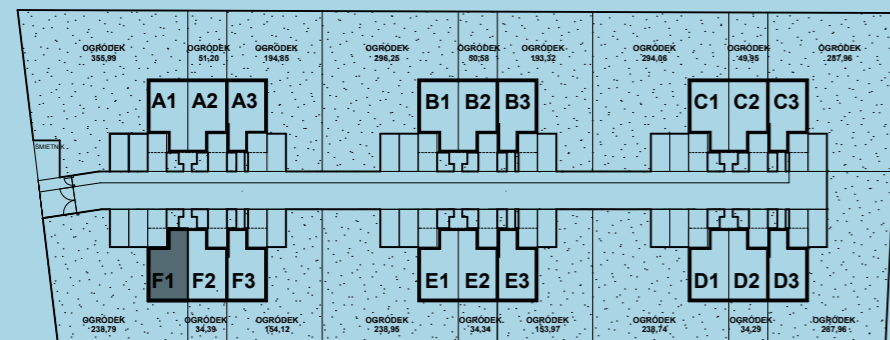 OGRÓDEK OGRÓDEK OGRÓDEK OGRÓDEK OGRÓDEK OGRÓDEK OGRÓDEK OGRÓDEK OGRÓDEK
355,99 51,20 194,85 296,25 50,58 193,32 294,06 49,95 287,96
A1 A2 A3 B1 B2 B3 C1 C2 C3
ŚMIETNIK
F1 F2 F3 E1 E2 E3 D1 D2 D3
OGRÓDEK OGRÓDEK OGRÓDEK OGRÓDEK OGRÓDEK OGRÓDEK OGRÓDEK OGRÓDEK OGRÓDEK
238,79 34,39 154,12 238,95 34,34 153,97 238,74 34,29 267,96